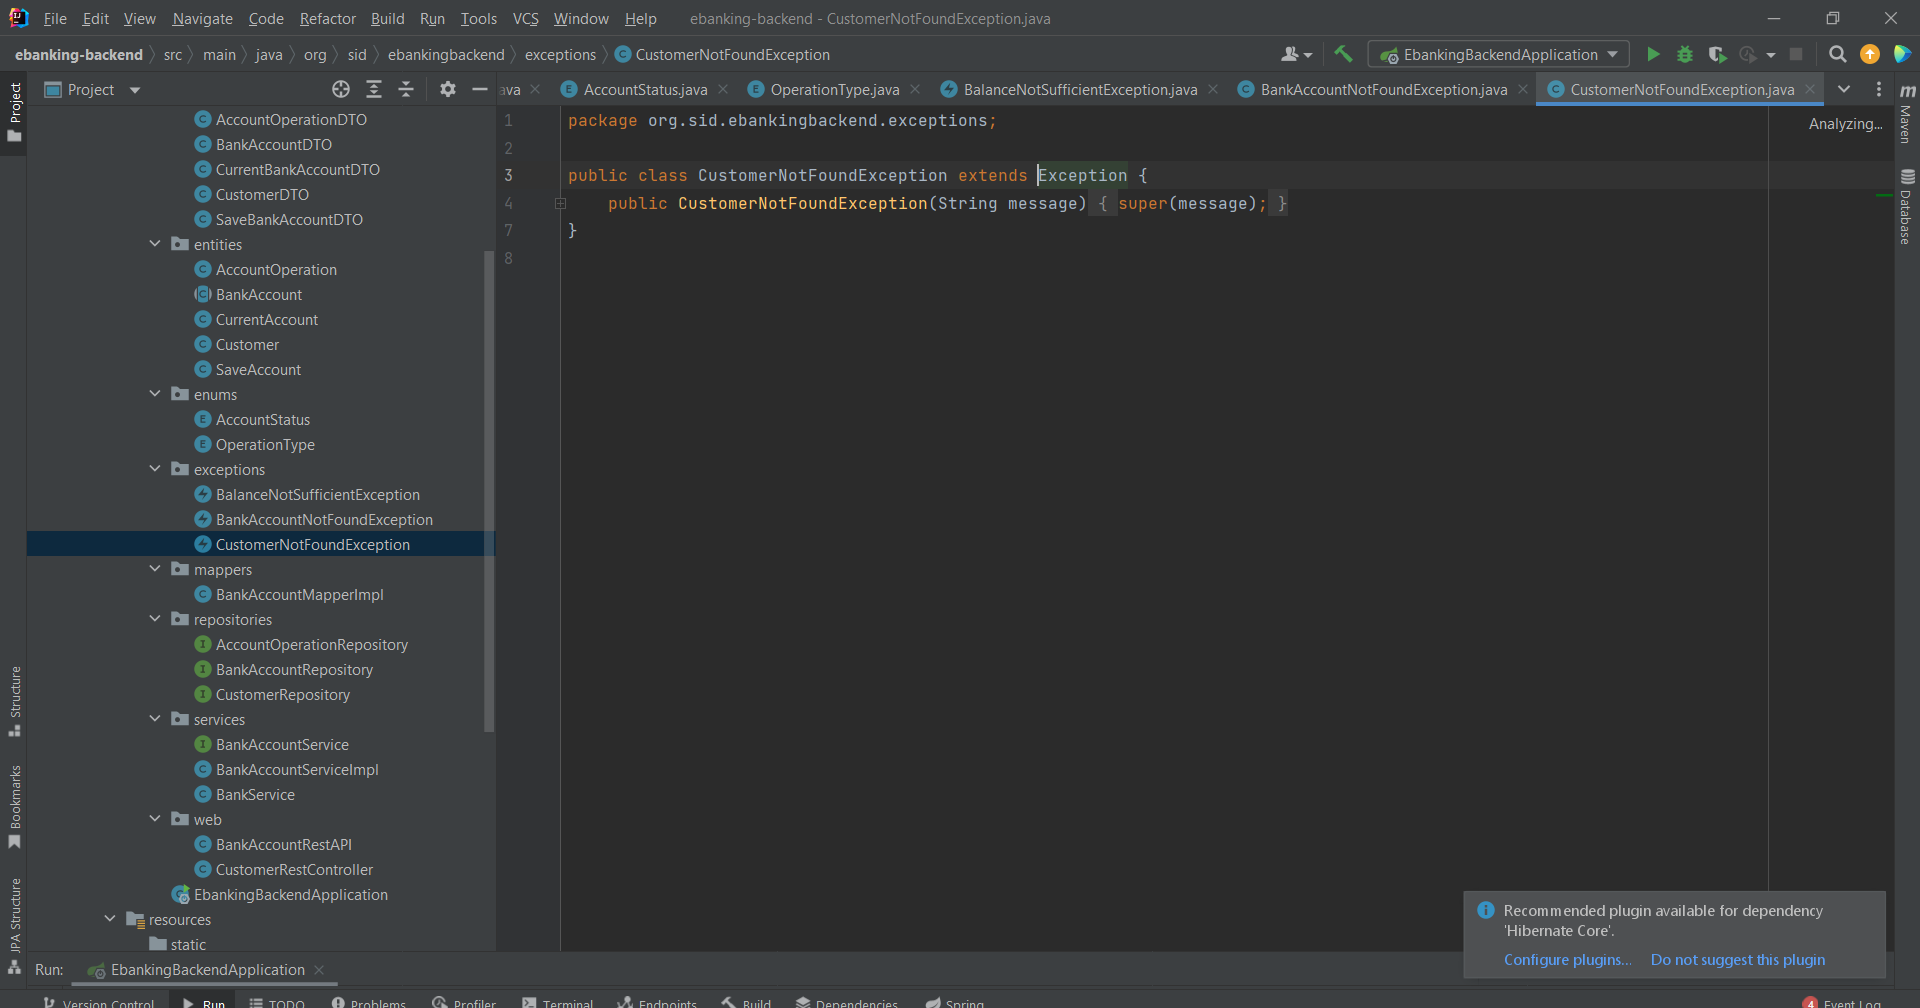 File Edit View Navigate Code Refactor Build Run Tools VCS Window Help ebanking-backend - CustomerNotFoundException.java
ebanking-backend src main java org sid ebankingbackend exceptions CustomerNotFoundException EbankingBackendApplication
Project ava AccountStatus.java OperationType.java BalanceNotSufficientException.java BankAccountNotFoundException.java CustomerNotFoundException.java
Project
Structure
Bookmarks
JPA Structure
AccountOperationDTO
BankAccountDTO
CurrentBankAccountDTO
CustomerDTO
SaveBankAccountDTO
entities
AccountOperation
BankAccount
CurrentAccount
Customer
SaveAccount
enums
AccountStatus
OperationType
exceptions
BalanceNotSufficientException
BankAccountNotFoundException
CustomerNotFoundException
mappers
BankAccountMapperImpl
repositories
AccountOperationRepository
BankAccountRepository
CustomerRepository
services
BankAccountService
BankAccountServiceImpl
BankService
web
BankAccountRestAPI
CustomerRestController
EbankingBackendApplication
resources
static
1 package org.sid.ebankingbackend.exceptions;
2
3 public class CustomerNotFoundException extends Exception {
4 public CustomerNotFoundException(String message) { super(message); }
7 }
8
Analyzing...
Maven
Database
Recommended plugin available for dependency
'Hibernate Core'.
Configure plugins... Do not suggest this plugin
Run: EbankingBackendApplication
Version Control Run TODO Problems Profiler Terminal Endpoints Build Dependencies Spring 4 Event Log